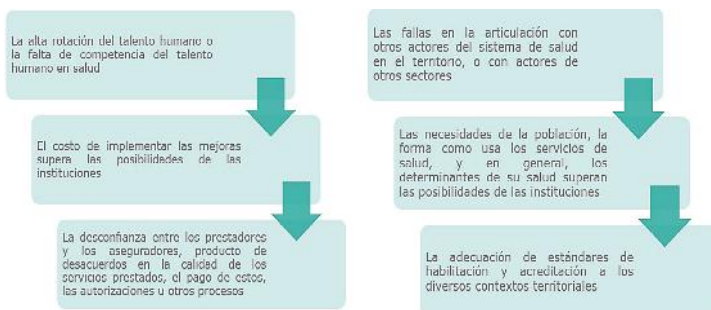 La alta rotación del talento humano o
la falta de competencia del talento
humano en salud
El costo de implementar las mejoras
supera las posibilidades de las
instituciones
La desconfianza entre los prestadores
y los aseguradores, producto de
desacuerdos en la calidad de los
servicios prestados, el pago de estos,
las autorizaciones u otros procesos
Las fallas en la articulación con
otros actores del sistema de salud
en el territorio, o con actores de
otros sectores
Las necesidades de la población, la
forma como usa los servicios de
salud, y en general, los
determinantes de su salud superan
las posibilidades de las instituciones
La adecuación de estándares de
habilitación y acreditación a los
diversos contextos territoriales